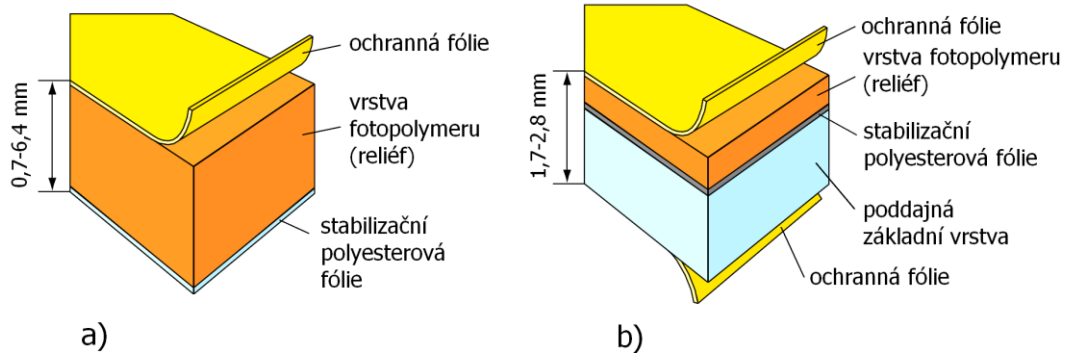 ochranná fólie
vrstva
fotopolymeru
(reliéf)
0,7-6,4 mm
stabilizační
polyesterová
fólie
a)
ochranná fólie
vrstva fotopolymeru
(reliéf)
1,7-2,8 mm
stabilizační
polyesterová fólie
poddajná
základní vrstva
ochranná fólie
b)